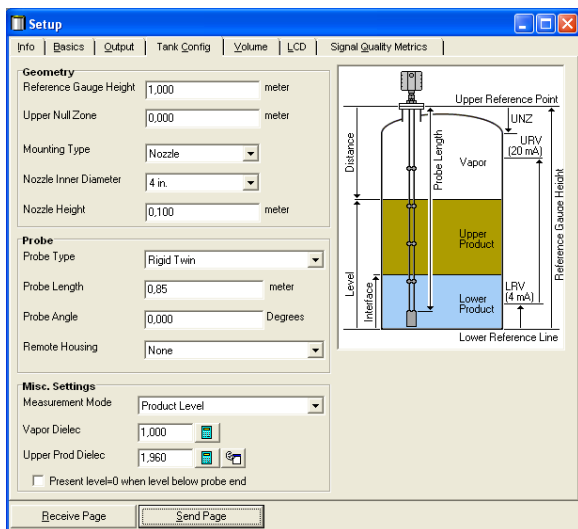 Setup
Info Basics Output Tank Config Volume LCD Signal Quality Metrics
Geometry
Reference Gauge Height 1,000 meter
Upper Null Zone 0,000 meter
Mounting Type Nozzle
Nozzle Inner Diameter 4 in.
Nozzle Height 0,100 meter
Probe
Probe Type Rigid Twin
Probe Length 0,85 meter
Probe Angle 0,000 Degrees
Remote Housing None
Misc. Settings
Measurement Mode Product Level
Vapor Dielec 1,000
Upper Prod Dielec 1,960
Present level=0 when level below probe end
Receive Page Send Page
Upper Reference Point
UNZ
URV
(20 mA)
Distance
Probe Length
Vapor
Reference Gauge Height
Upper
Product
Level
Interface
Lower
Product
LRV
(4 mA)
Lower Reference Line